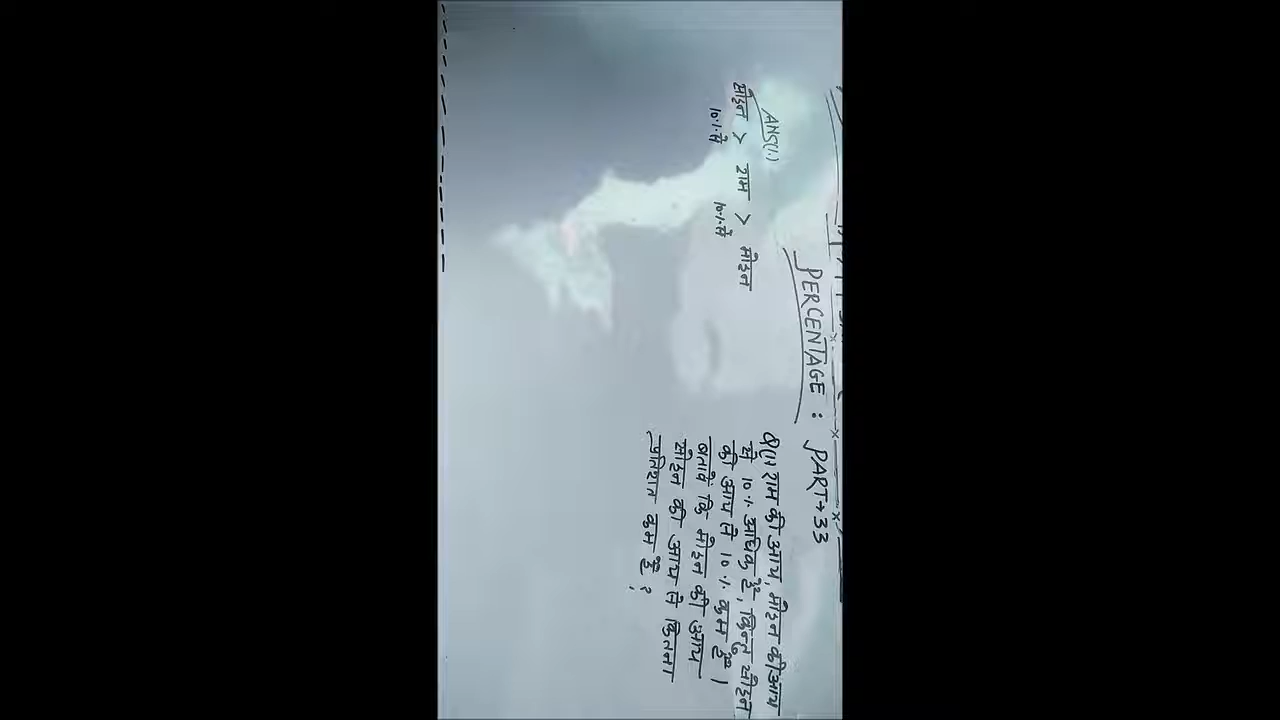 PERCENTAGE : PART→33
Q(1) राम की आय, मोहन की आय
से 10% अधिक है, किन्तु सोहन
की आय से 10% कम है।
बतावें कि मोहन की आय
सोहन की आय से कितना
प्रतिशत कम है?
ANS(1.)
सोहन > राम > मोहन
10%से 10%से